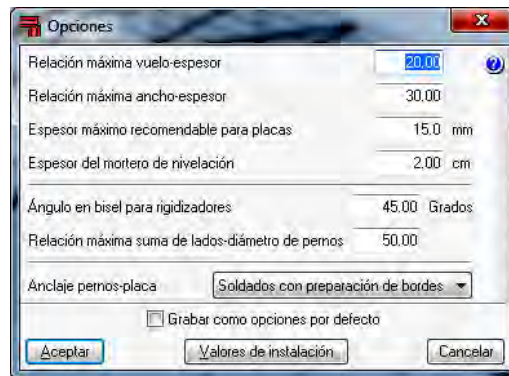 Opciones
Relación máxima vuelo-espesor 20.00
Relación máxima ancho-espesor 30.00
Espesor máximo recomendable para placas 15.0 mm
Espesor del mortero de nivelación 2.00 cm
Ángulo en bisel para rigidizadores 45.00 Grados
Relación máxima suma de lados-diámetro de pernos 50.00
Anclaje pernos-placa Soldados con preparación de bordes
Grabar como opciones por defecto
Aceptar Valores de instalación Cancelar